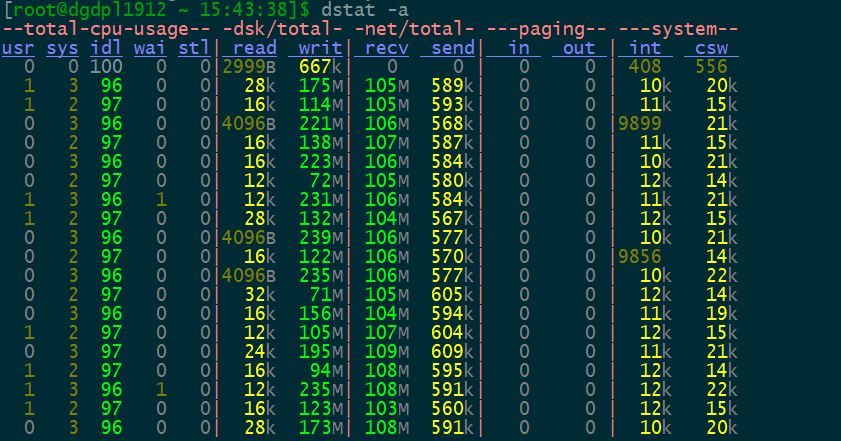 [root@dgdpl1912 ~ 15:43:38]$ dstat -a
--total-cpu-usage-- -dsk/total- -net/total- ---paging-- ---system--
usr sys idl wai stl| read writ| recv send| in out | int csw
0 0 100 0 0|2999B 667k| 0 0 | 0 0 | 408 556
1 3 96 0 0| 28k 175M| 105M 589k| 0 0 | 10k 20k
1 2 97 0 0| 16k 114M| 105M 593k| 0 0 | 11k 15k
0 3 96 0 0|4096B 221M| 106M 568k| 0 0 |9899 21k
0 2 97 0 0| 16k 138M| 107M 587k| 0 0 | 11k 15k
0 3 96 0 0| 16k 223M| 106M 584k| 0 0 | 10k 21k
0 2 97 0 0| 12k 72M| 105M 580k| 0 0 | 12k 14k
1 3 96 1 0| 12k 231M| 106M 584k| 0 0 | 11k 21k
1 2 97 0 0| 28k 132M| 104M 567k| 0 0 | 12k 15k
0 3 96 0 0|4096B 239M| 106M 577k| 0 0 | 10k 21k
0 2 97 0 0| 16k 122M| 106M 570k| 0 0 |9856 14k
0 3 96 0 0|4096B 235M| 106M 577k| 0 0 | 10k 22k
0 2 97 0 0| 32k 71M| 105M 605k| 0 0 | 12k 14k
0 3 96 0 0| 16k 156M| 104M 594k| 0 0 | 11k 19k
1 2 97 0 0| 12k 105M| 107M 604k| 0 0 | 12k 15k
0 3 97 0 0| 24k 195M| 109M 609k| 0 0 | 11k 21k
1 2 97 0 0| 16k 94M| 108M 595k| 0 0 | 12k 14k
1 3 96 1 0| 12k 235M| 108M 591k| 0 0 | 12k 22k
1 2 97 0 0| 16k 123M| 103M 560k| 0 0 | 12k 15k
0 3 96 0 0| 28k 173M| 108M 591k| 0 0 | 10k 20k